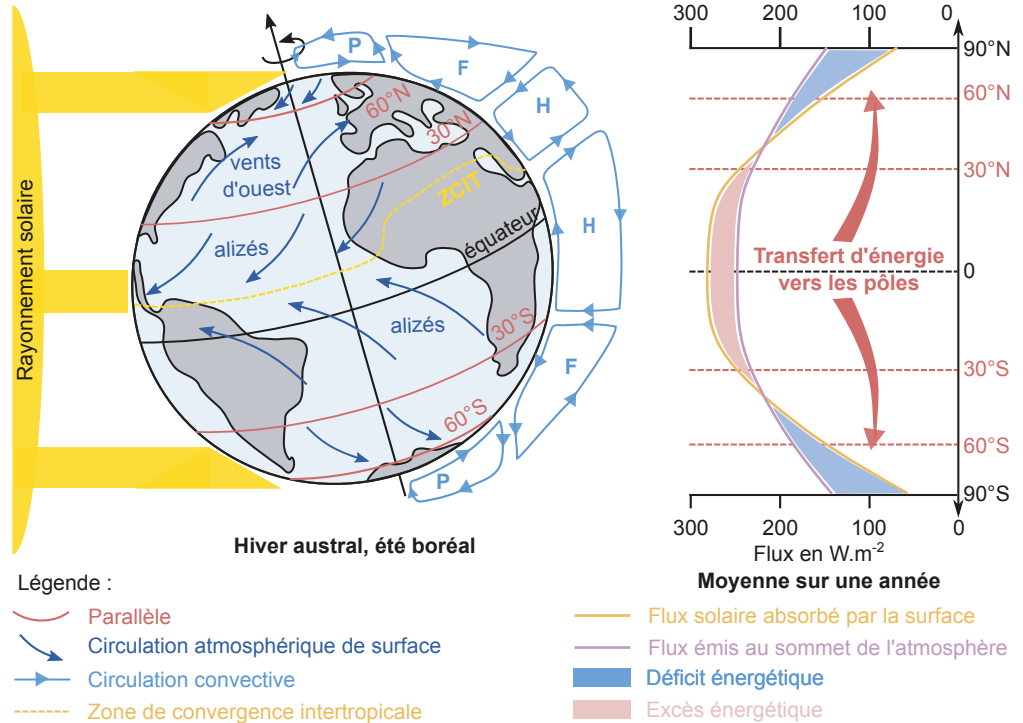 Rayonnement solaire
P
F
H
H
F
P
60°N
30°N
vents
d'ouest
ZCIT
équateur
alizés
alizés
30°S
60°S
Hiver austral, été boréal
300 200 100 0
90°N
60°N
30°N
Transfert d'énergie
0
vers les pôles
30°S
60°S
90°S
300 200 100 0
Flux en W.m-2
Moyenne sur une année
Légende :
Parallèle
Circulation atmosphérique de surface
Circulation convective
Zone de convergence intertropicale
Flux solaire absorbé par la surface
Flux émis au sommet de l'atmosphère
Déficit énergétique
Excès énergétique